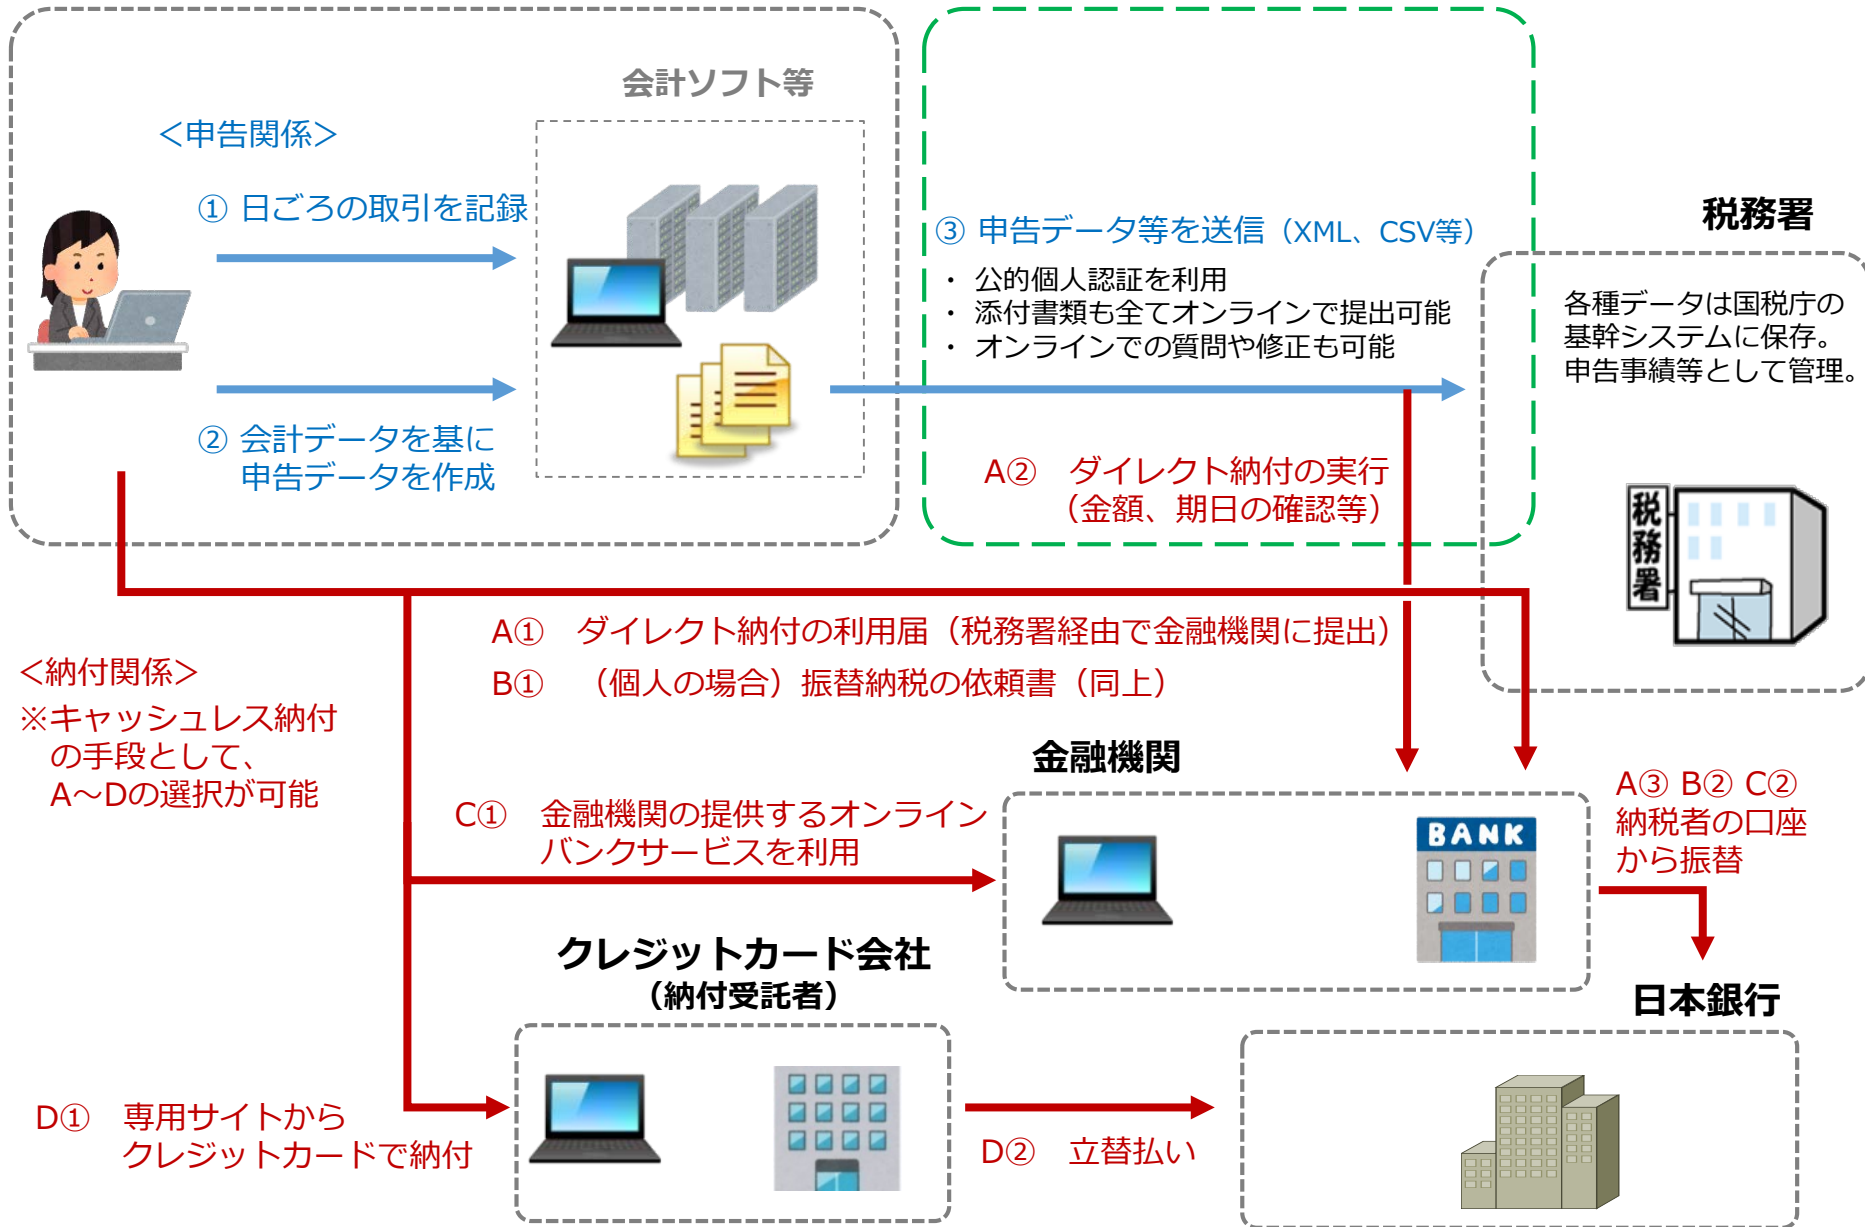 会計ソフト等
＜申告関係＞
① 日ごろの取引を記録
② 会計データを基に
申告データを作成
③ 申告データ等を送信（XML、CSV等）
・ 公的個人認証を利用
・ 添付書類も全てオンラインで提出可能
・ オンラインでの質問や修正も可能
税務署
各種データは国税庁の
基幹システムに保存。
申告事績等として管理。
税務署
A② ダイレクト納付の実行
（金額、期日の確認等）
A① ダイレクト納付の利用届（税務署経由で金融機関に提出）
B① （個人の場合）振替納税の依頼書（同上）
＜納付関係＞
※キャッシュレス納付
の手段として、
A～Dの選択が可能
金融機関
C① 金融機関の提供するオンライン
バンクサービスを利用
BANK
A③ B② C②
納税者の口座
から振替
クレジットカード会社
（納付受託者）
日本銀行
D① 専用サイトから
クレジットカードで納付
D② 立替払い